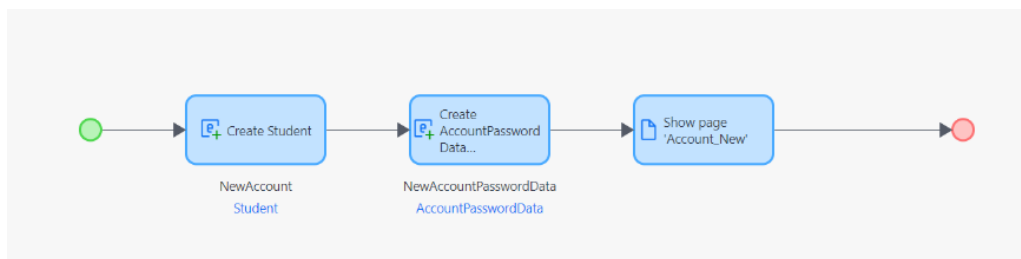 Create Student
Create
AccountPassword
Data...
Show page
'Account_New'
NewAccount
Student
NewAccountPasswordData
AccountPasswordData